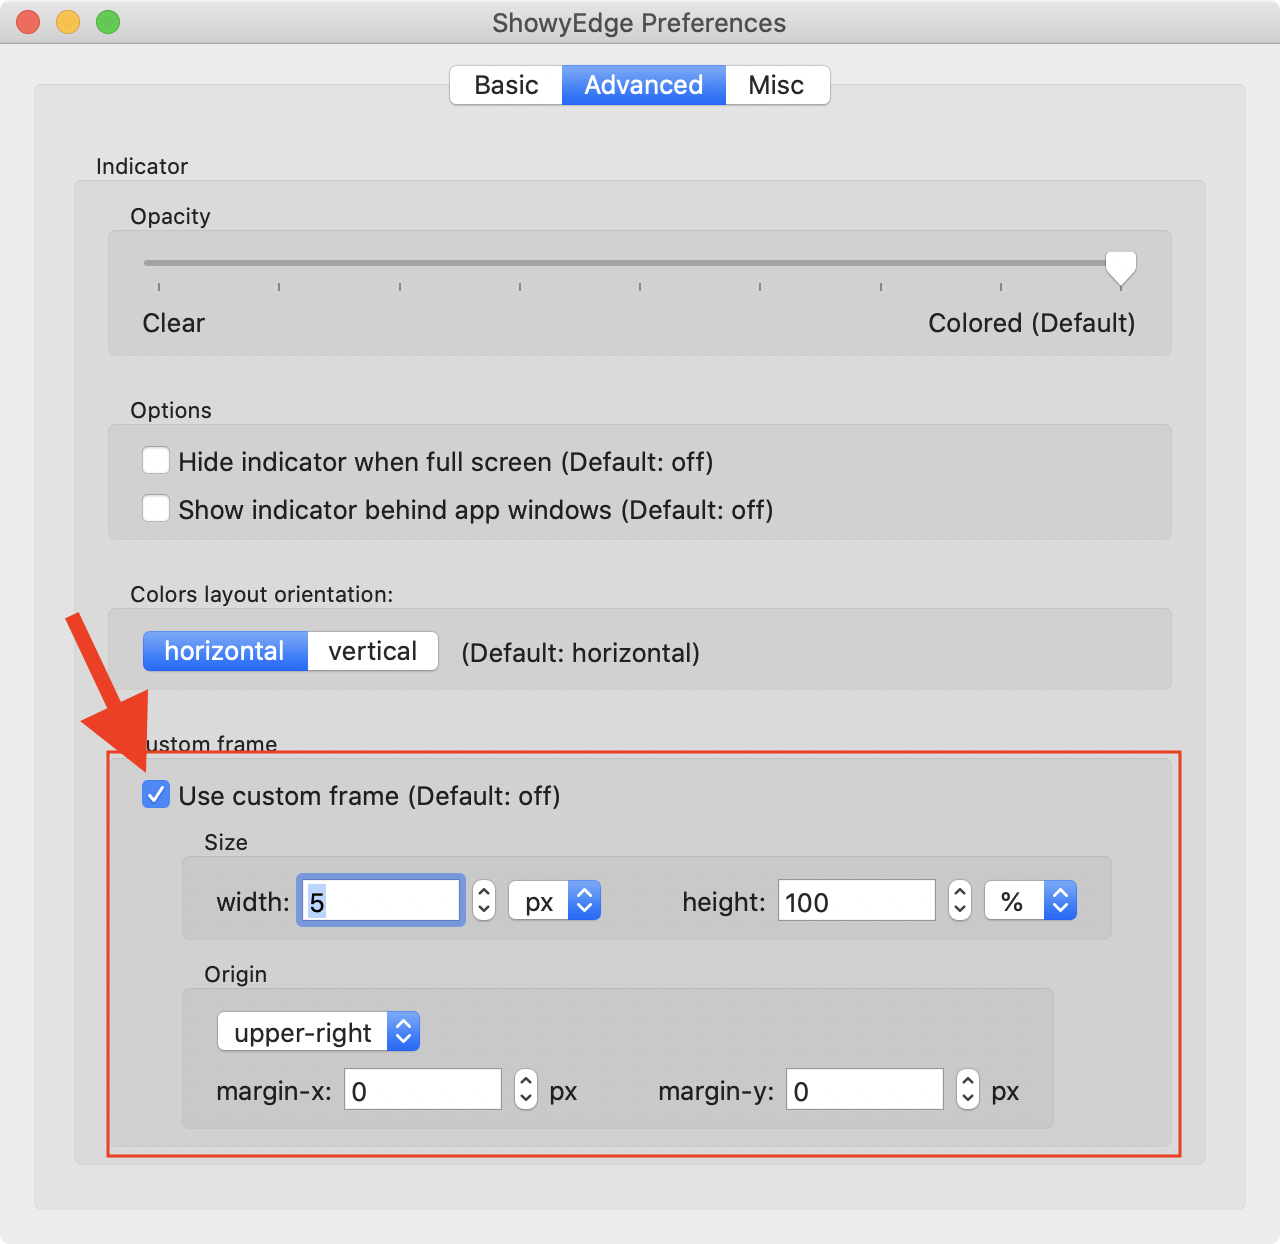 ShowyEdge Preferences
Basic Advanced Misc
Indicator
Opacity
Clear Colored (Default)
Options
Hide indicator when full screen (Default: off)
Show indicator behind app windows (Default: off)
Colors layout orientation:
horizontal vertical (Default: horizontal)
ustom frame
Use custom frame (Default: off)
Size
width: 5 px height: 100 %
Origin
upper-right
margin-x: 0 px margin-y: 0 px